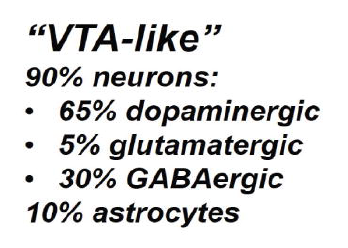 “VTA-like”
90% neurons:
• 65% dopaminergic
• 5% glutamatergic
• 30% GABAergic
10% astrocytes